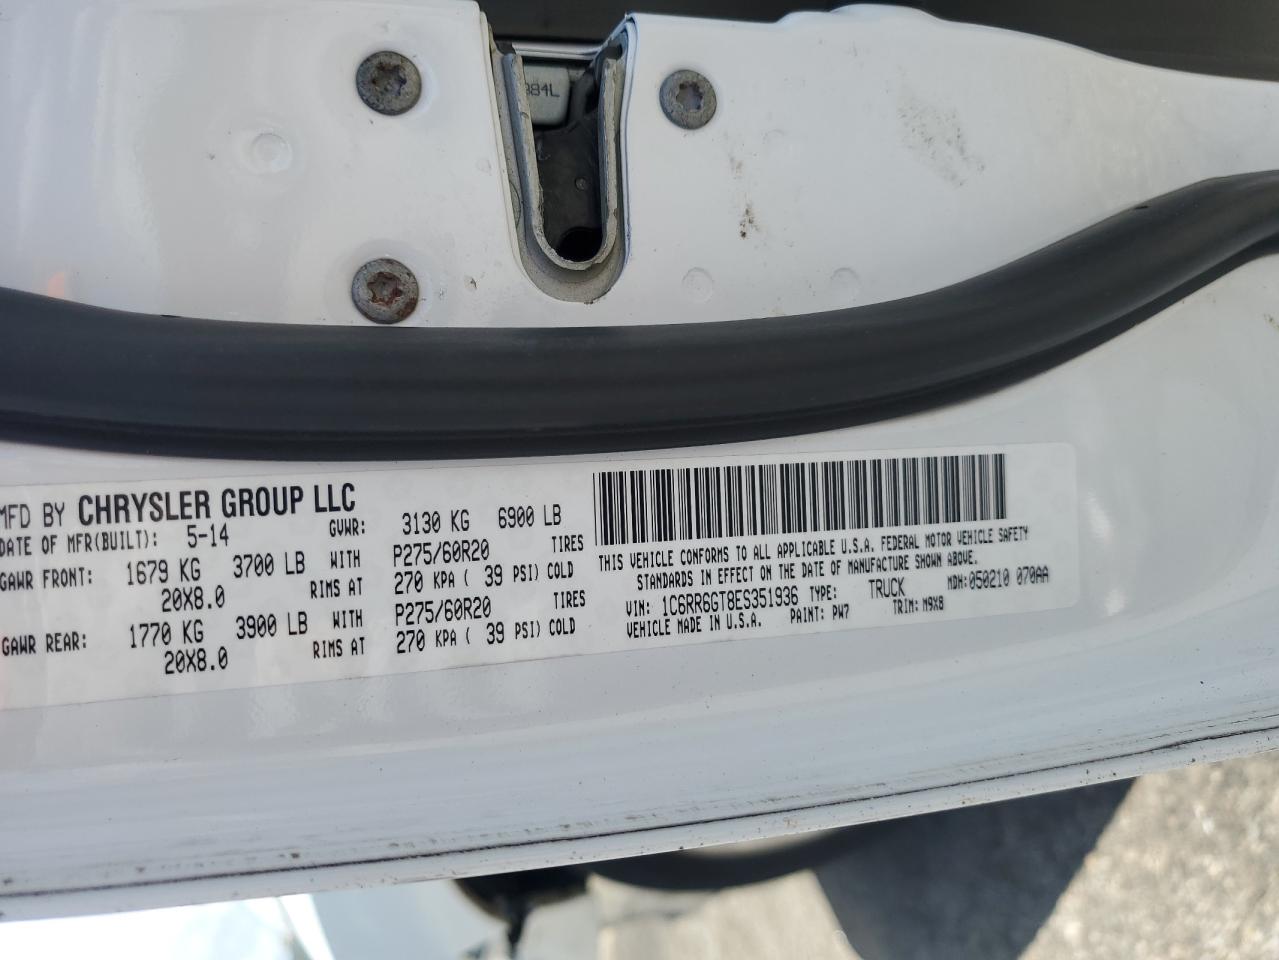 384L
MFD BY CHRYSLER GROUP LLC
DATE OF MFR(BUILT): 5-14 GVWR: 3130 KG 6900 LB
GAWR FRONT: 1679 KG 3700 LB WITH P275/60R20 TIRES
20X8.0 RIMS AT 270 KPA ( 39 PSI) COLD
GAWR REAR: 1770 KG 3900 LB WITH P275/60R20 TIRES
20X8.0 RIMS AT 270 KPA ( 39 PSI) COLD
THIS VEHICLE CONFORMS TO ALL APPLICABLE U.S.A. FEDERAL MOTOR VEHICLE SAFETY
STANDARDS IN EFFECT ON THE DATE OF MANUFACTURE SHOWN ABOVE.
VIN: 1C6RR6GT8ES351936 TYPE: TRUCK MDH:050210 070AA
VEHICLE MADE IN U.S.A. PAINT: PW7 TRIM: M9X8